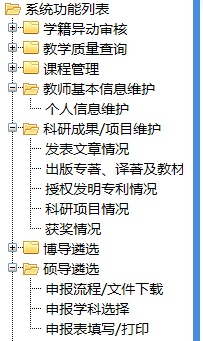 系统功能列表
学籍异动审核
教学质量查询
课程管理
教师基本信息维护
个人信息维护
科研成果/项目维护
发表文章情况
出版专著、译著及教材
授权发明专利情况
科研项目情况
获奖情况
博导遴选
硕导遴选
申报流程/文件下载
申报学科选择
申报表填写/打印